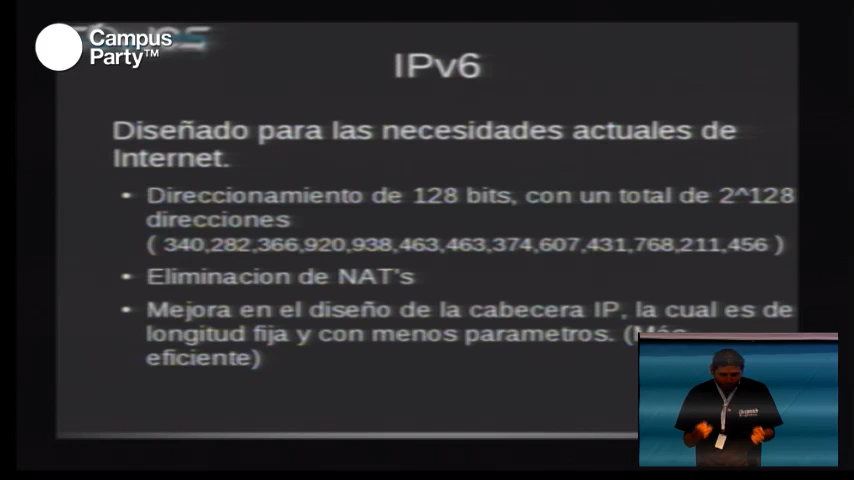 Campus
Party™
IPv6
Diseñado para las necesidades actuales de
Internet.
• Direccionamiento de 128 bits, con un total de 2^128
direcciones
( 340,282,366,920,938,463,463,374,607,431,768,211,456 )
• Eliminacion de NAT's
• Mejora en el diseño de la cabecera IP, la cual es de
longitud fija y con menos parametros. (Más
eficiente)